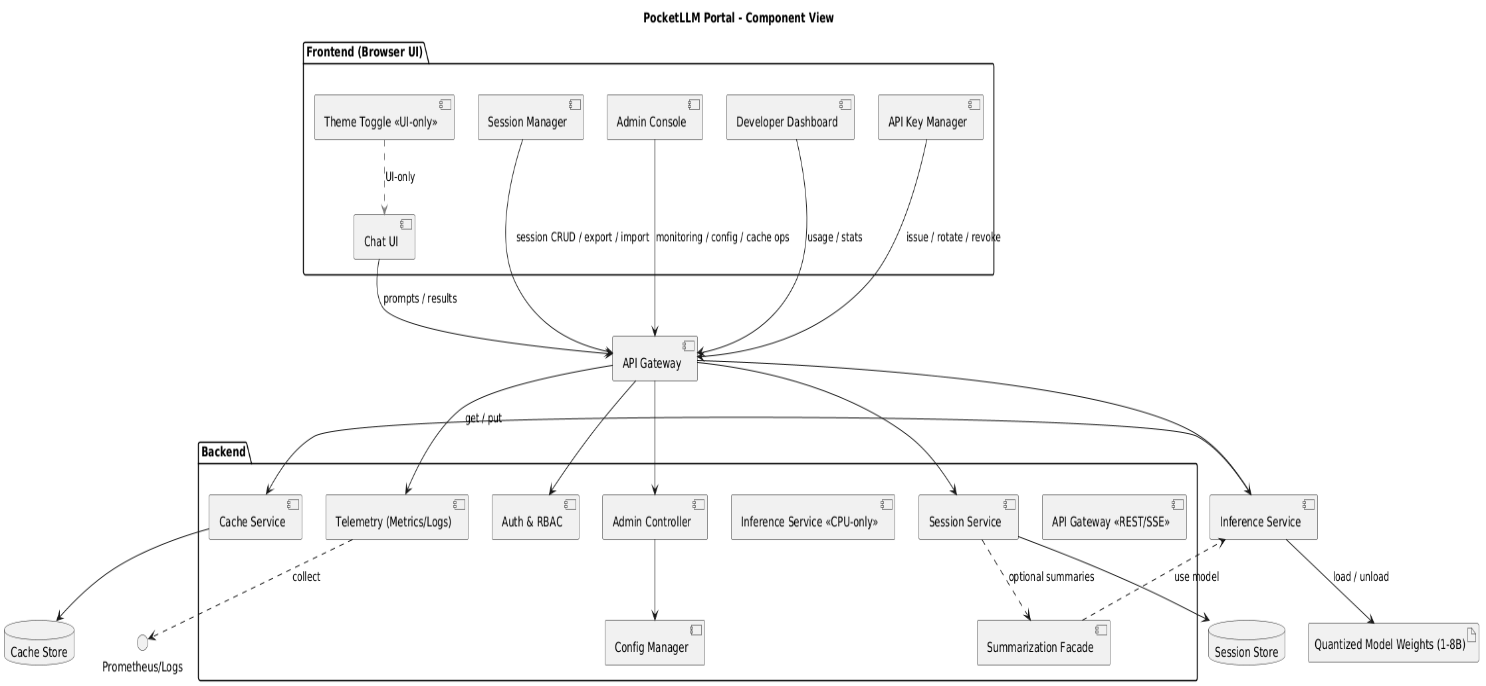 PocketLLM Portal - Component View
Frontend (Browser UI)
Theme Toggle «UI-only»
Session Manager
Admin Console
Developer Dashboard
API Key Manager
UI-only
Chat UI
session CRUD / export / import
monitoring / config / cache ops
usage / stats
issue / rotate / revoke
prompts / results
API Gateway
get / put
Backend
Cache Service
Telemetry (Metrics/Logs)
Auth & RBAC
Admin Controller
Inference Service «CPU-only»
Session Service
API Gateway «REST/SSE»
Inference Service
collect
optional summaries
use model
load / unload
Cache Store
Prometheus/Logs
Config Manager
Summarization Facade
Session Store
Quantized Model Weights (1-8B)